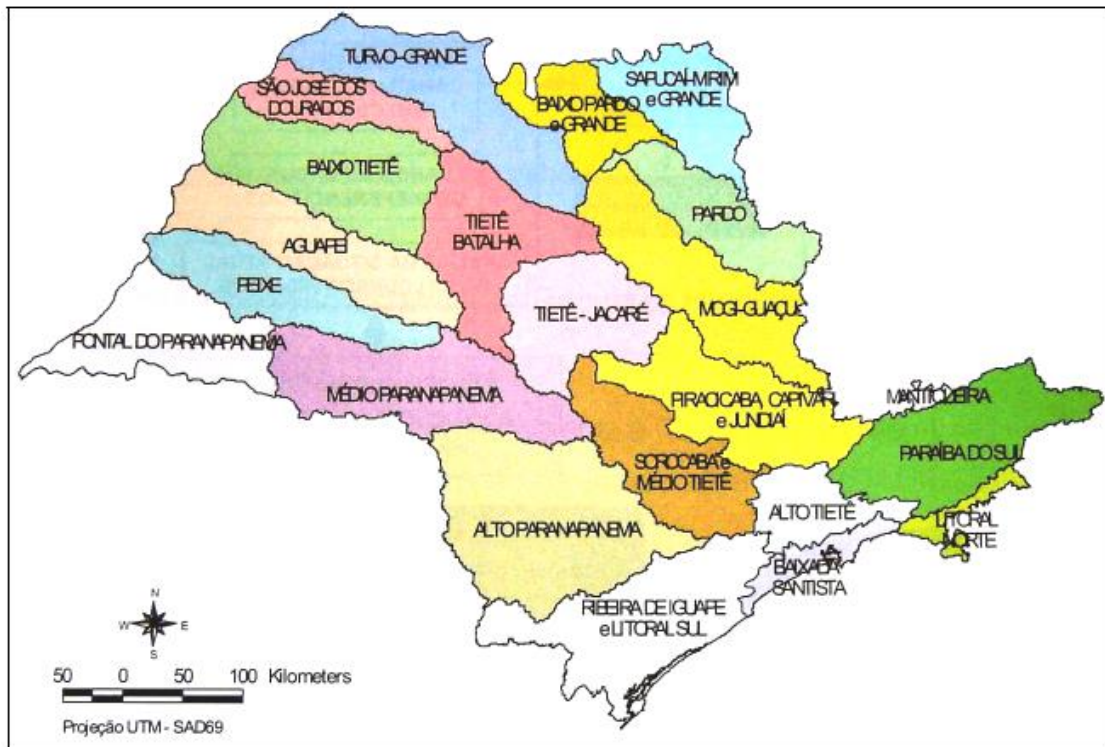 TURVO-GRANDE
SAPUCAÍ-MIRIM
e GRANDE
SÃO JOSÉ DOS
DOURADOS
BAIXO PARDO
e GRANDE
BAIXO TIETÊ
PARDO
TIETÊ
BATALHA
AGUAPEÍ
PEIXE
TIETÊ - JACARÉ
MOGI-GUAÇU
PONTAL DO PARANAPANEMA
MÉDIO PARANAPANEMA
PIRACICABA, CAPIVARI,
e JUNDIAÍ
MANTIQUEIRA
PARAÍBA DO SUL
SOROCABA e
MÉDIO TIETÊ
ALTO TIETÊ
LITORAL
NORTE
ALTO PARANAPANEMA
BAIXADA
SANTISTA
RIBEIRA DE IGUAPE
e LITORAL SUL
N
W E
S
50 0 50 100 Kilometers
Projeção UTM - SAD69